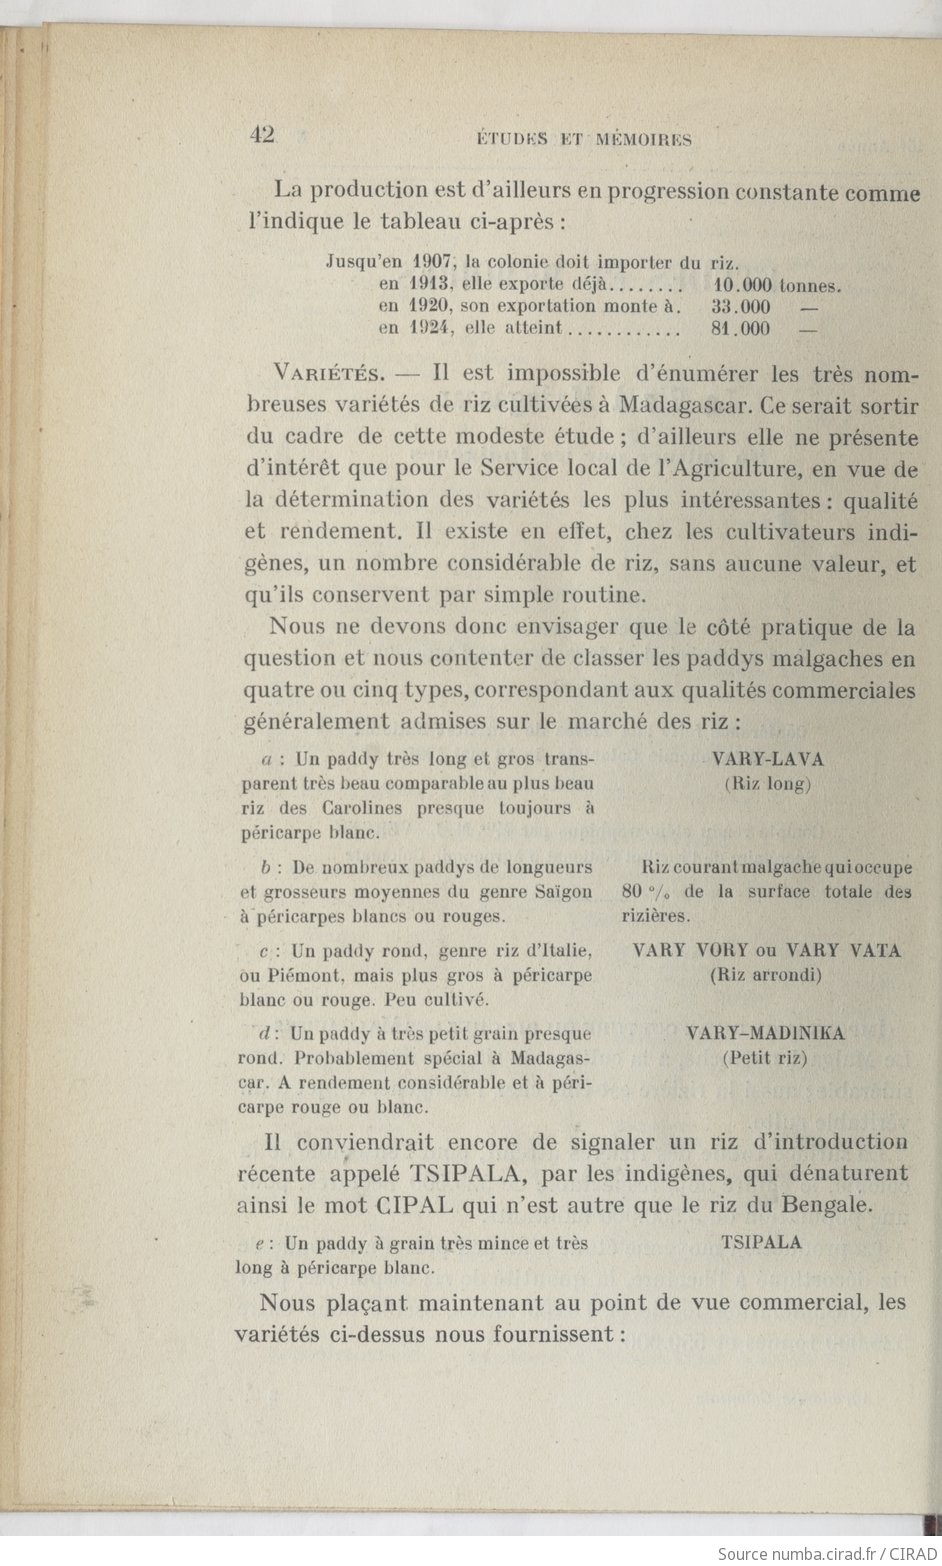 42
ÉTUDES ET MÉMOIRES
La production est d'ailleurs en progression constante comme
l'indique le tableau ci-après :
Jusqu'en 1907, la colonie doit importer du riz.
en 1913, elle exporte déjà........ 10.000 tonnes.
en 1920, son exportation monte à. 33.000 —
en 1924, elle atteint............ 81.000 —
VARIÉTÉS. — Il est impossible d'énumérer les très nom-
breuses variétés de riz cultivées à Madagascar. Ce serait sortir
du cadre de cette modeste étude ; d'ailleurs elle ne présente
d'intérêt que pour le Service local de l'Agriculture, en vue de
la détermination des variétés les plus intéressantes : qualité
et rendement. Il existe en effet, chez les cultivateurs indi-
gènes, un nombre considérable de riz, sans aucune valeur, et
qu'ils conservent par simple routine.
Nous ne devons donc envisager que le côté pratique de la
question et nous contenter de classer les paddys malgaches en
quatre ou cinq types, correspondant aux qualités commerciales
généralement admises sur le marché des riz :
a : Un paddy très long et gros trans-
parent très beau comparable au plus beau
riz des Carolines presque toujours à
péricarpe blanc.
VARY-LAVA
(Riz long)
b : De nombreux paddys de longueurs
et grosseurs moyennes du genre Saïgon
à péricarpes blancs ou rouges.
Riz courant malgache qui occupe
80 % de la surface totale des
rizières.
c : Un paddy rond, genre riz d'Italie,
ou Piémont, mais plus gros à péricarpe
blanc ou rouge. Peu cultivé.
VARY VORY ou VARY VATA
(Riz arrondi)
d : Un paddy à très petit grain presque
rond. Probablement spécial à Madagas-
car. A rendement considérable et à péri-
carpe rouge ou blanc.
VARY-MADINIKA
(Petit riz)
Il conviendrait encore de signaler un riz d'introduction
récente appelé TSIPALA, par les indigènes, qui dénaturent
ainsi le mot CIPAL qui n'est autre que le riz du Bengale.
e : Un paddy à grain très mince et très
long à péricarpe blanc.
TSIPALA
Nous plaçant maintenant au point de vue commercial, les
variétés ci-dessus nous fournissent :
Source numba.cirad.fr / CIRAD